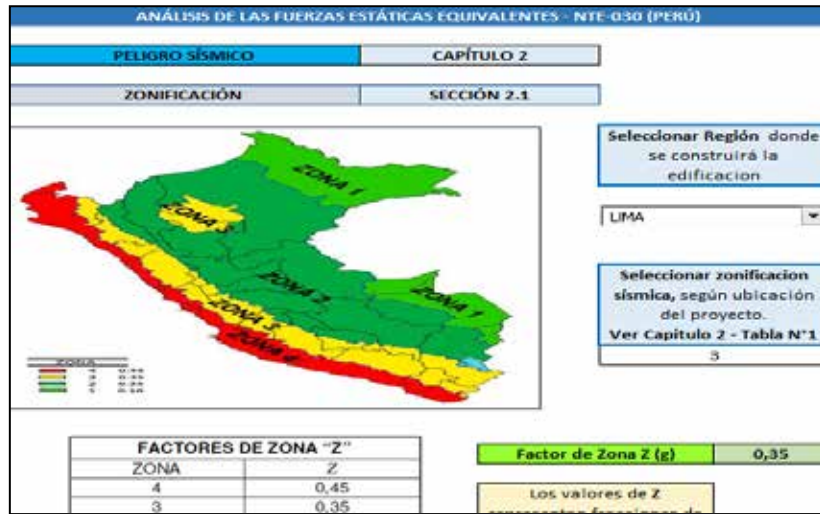 ANÁLISIS DE LAS FUERZAS ESTÁTICAS EQUIVALENTES - NTE-030 (PERÚ)
PELIGRO SÍSMICO
CAPÍTULO 2
ZONIFICACIÓN
SECCIÓN 2.1
Seleccionar Región donde
se construirá la
edificacion
LIMA
Seleccionar zonificacion
sísmica, según ubicación
del proyecto.
Ver Capitulo 2 - Tabla N°1
3
ZONA 1
ZONA 3
ZONA 2
ZONA 1
ZONA 3
ZONA 4
ZONA
FACTORES DE ZONA "Z"
ZONA Z
4 0,45
3 0,35
Factor de Zona Z (g) 0,35
Los valores de Z